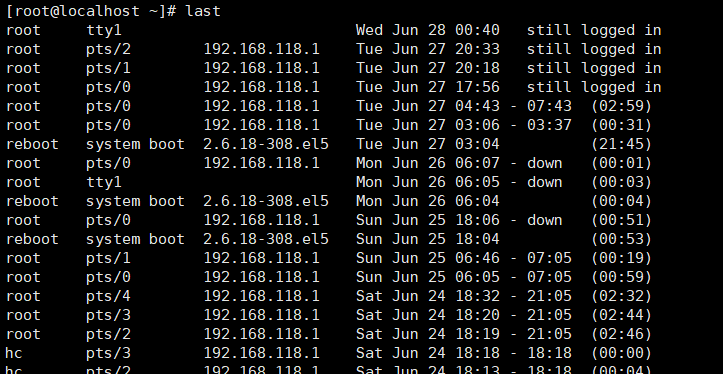 [root@localhost ~]# last
root     tty1                          Wed Jun 28 00:40   still logged in
root     pts/2        192.168.118.1    Tue Jun 27 20:33   still logged in
root     pts/1        192.168.118.1    Tue Jun 27 20:18   still logged in
root     pts/0        192.168.118.1    Tue Jun 27 17:56   still logged in
root     pts/0        192.168.118.1    Tue Jun 27 04:43 - 07:43  (02:59)
root     pts/0        192.168.118.1    Tue Jun 27 03:06 - 03:37  (00:31)
reboot   system boot  2.6.18-308.el5   Tue Jun 27 03:04          (21:45)
root     pts/0        192.168.118.1    Mon Jun 26 06:07 - down   (00:01)
root     tty1                          Mon Jun 26 06:05 - down   (00:03)
reboot   system boot  2.6.18-308.el5   Mon Jun 26 06:04          (00:04)
root     pts/0        192.168.118.1    Sun Jun 25 18:06 - down   (00:51)
reboot   system boot  2.6.18-308.el5   Sun Jun 25 18:04          (00:53)
root     pts/1        192.168.118.1    Sun Jun 25 06:46 - 07:05  (00:19)
root     pts/0        192.168.118.1    Sun Jun 25 06:05 - 07:05  (00:59)
root     pts/4        192.168.118.1    Sat Jun 24 18:32 - 21:05  (02:32)
root     pts/3        192.168.118.1    Sat Jun 24 18:20 - 21:05  (02:44)
root     pts/2        192.168.118.1    Sat Jun 24 18:19 - 21:05  (02:46)
hc       pts/3        192.168.118.1    Sat Jun 24 18:18 - 18:18  (00:00)
hc       pts/2        192.168.118.1    Sat Jun 24 18:13 - 18:18  (00:04)